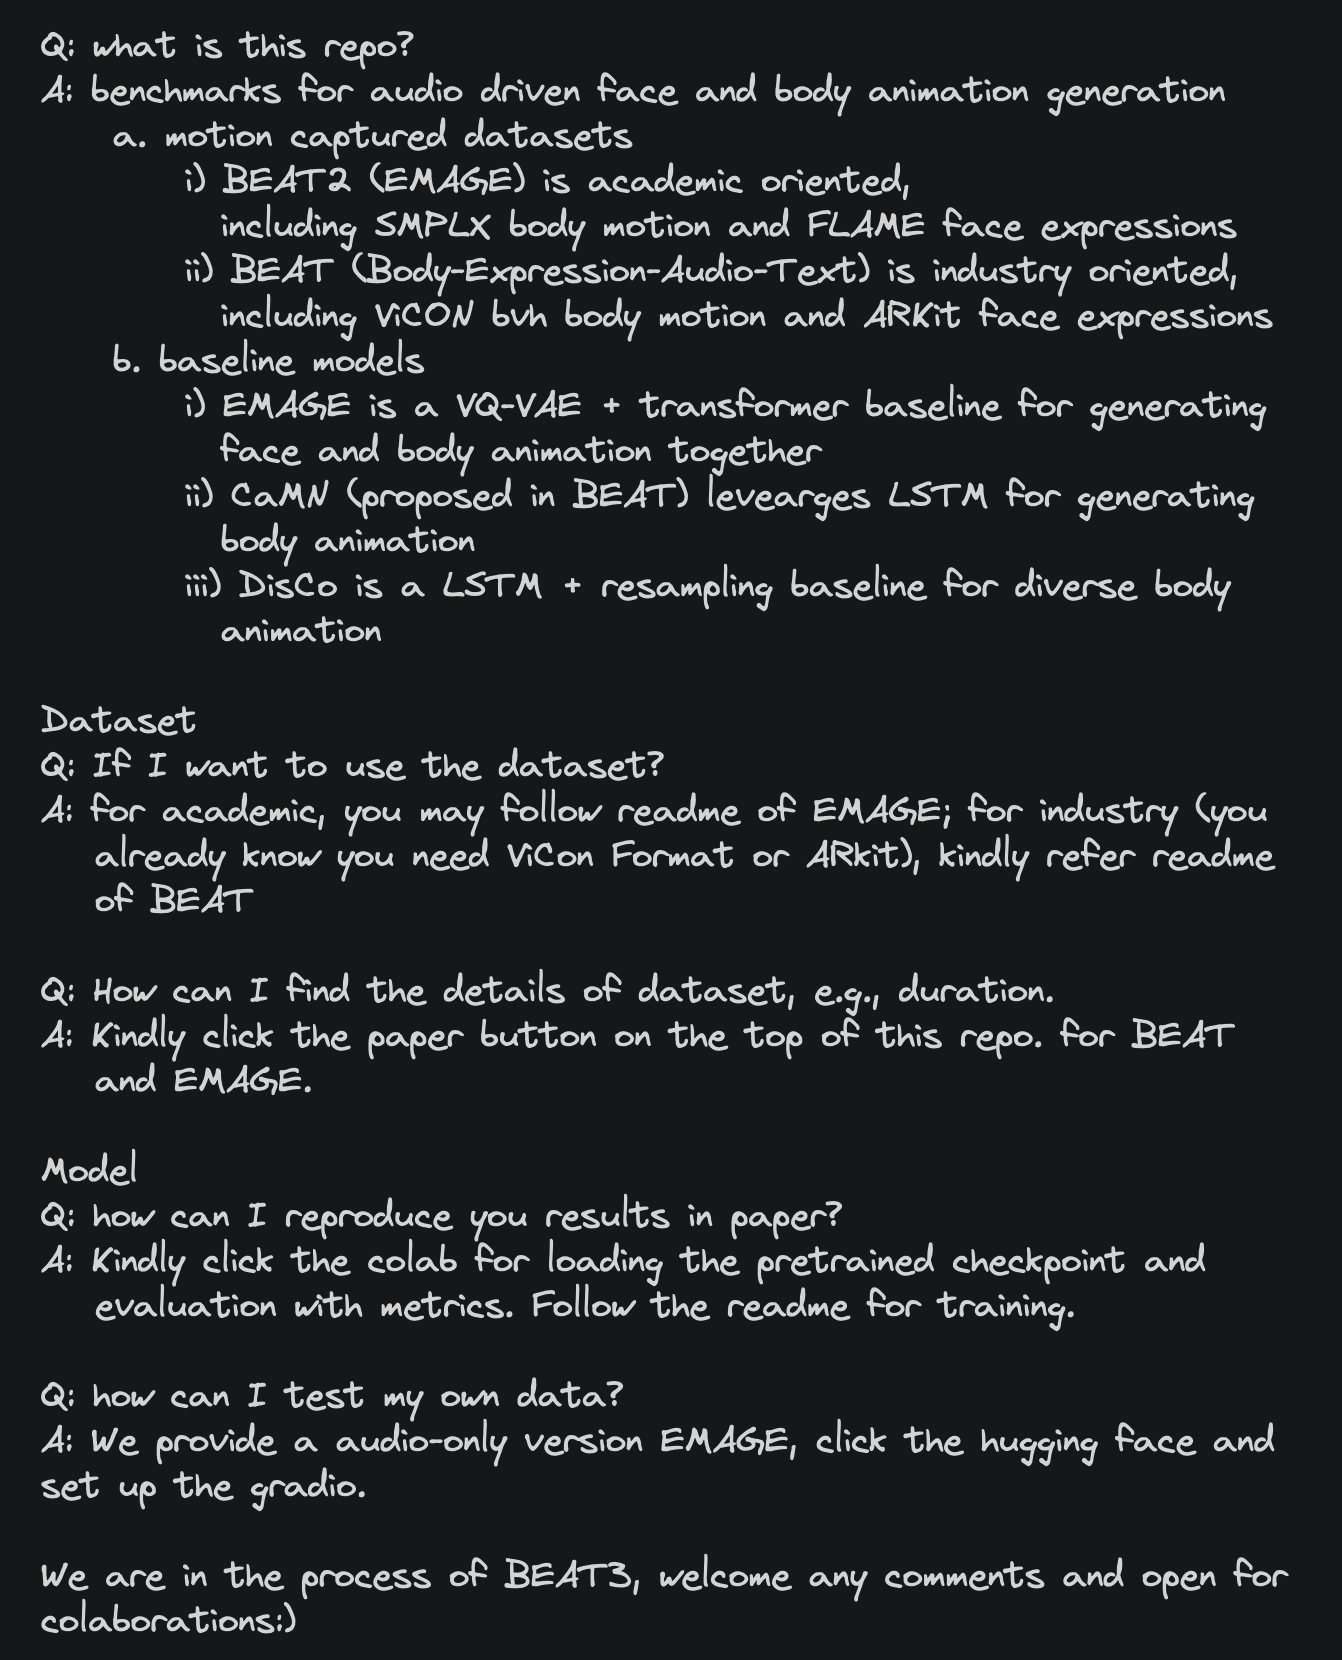 Q: what is this repo?
A: benchmarks for audio driven face and body animation generation
a. motion captured datasets
i) BEAT2 (EMAGE) is academic oriented,
including SMPLX body motion and FLAME face expressions
ii) BEAT (Body-Expression-Audio-Text) is industry oriented,
including ViCON bvh body motion and ARKit face expressions
b. baseline models
i) EMAGE is a VQ-VAE + transformer baseline for generating
face and body animation together
ii) CaMN (proposed in BEAT) levearges LSTM for generating
body animation
iii) DisCo is a LSTM + resampling baseline for diverse body
animation
Dataset
Q: If I want to use the dataset?
A: for academic, you may follow readme of EMAGE; for industry (you
already know you need ViCon Format or ARkit), kindly refer readme
of BEAT
Q: How can I find the details of dataset, e.g., duration.
A: Kindly click the paper button on the top of this repo. for BEAT
and EMAGE.
Model
Q: how can I reproduce you results in paper?
A: Kindly click the colab for loading the pretrained checkpoint and
evaluation with metrics. Follow the readme for training.
Q: how can I test my own data?
A: We provide a audio-only version EMAGE, click the hugging face and
set up the gradio.
We are in the process of BEAT3, welcome any comments and open for
colaborations:)